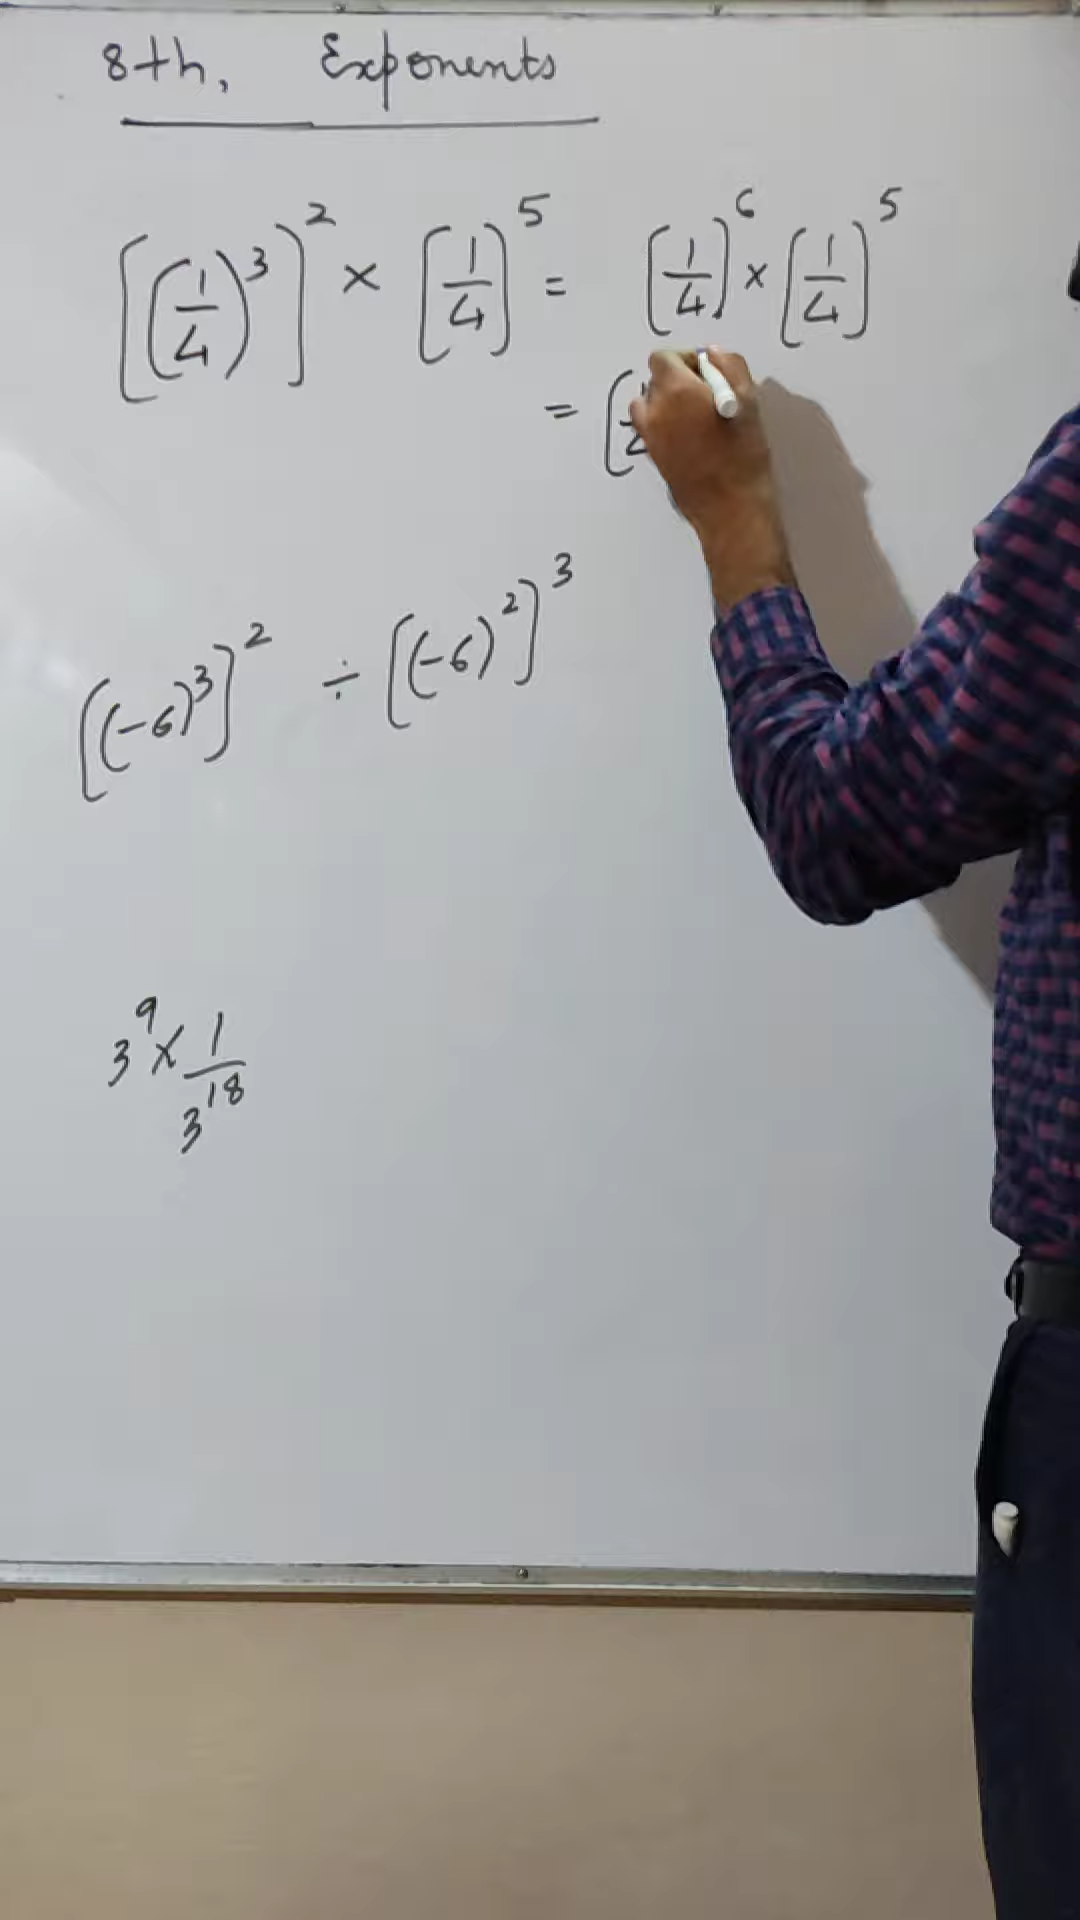 8th, Exponents
[(1/4)^3]^2 × [1/4]^5 = [1/4]^6 × [1/4]^5
= [
[(-6)^3]^2 ÷ [(-6)^2]^3
3^9 × 1/3^18